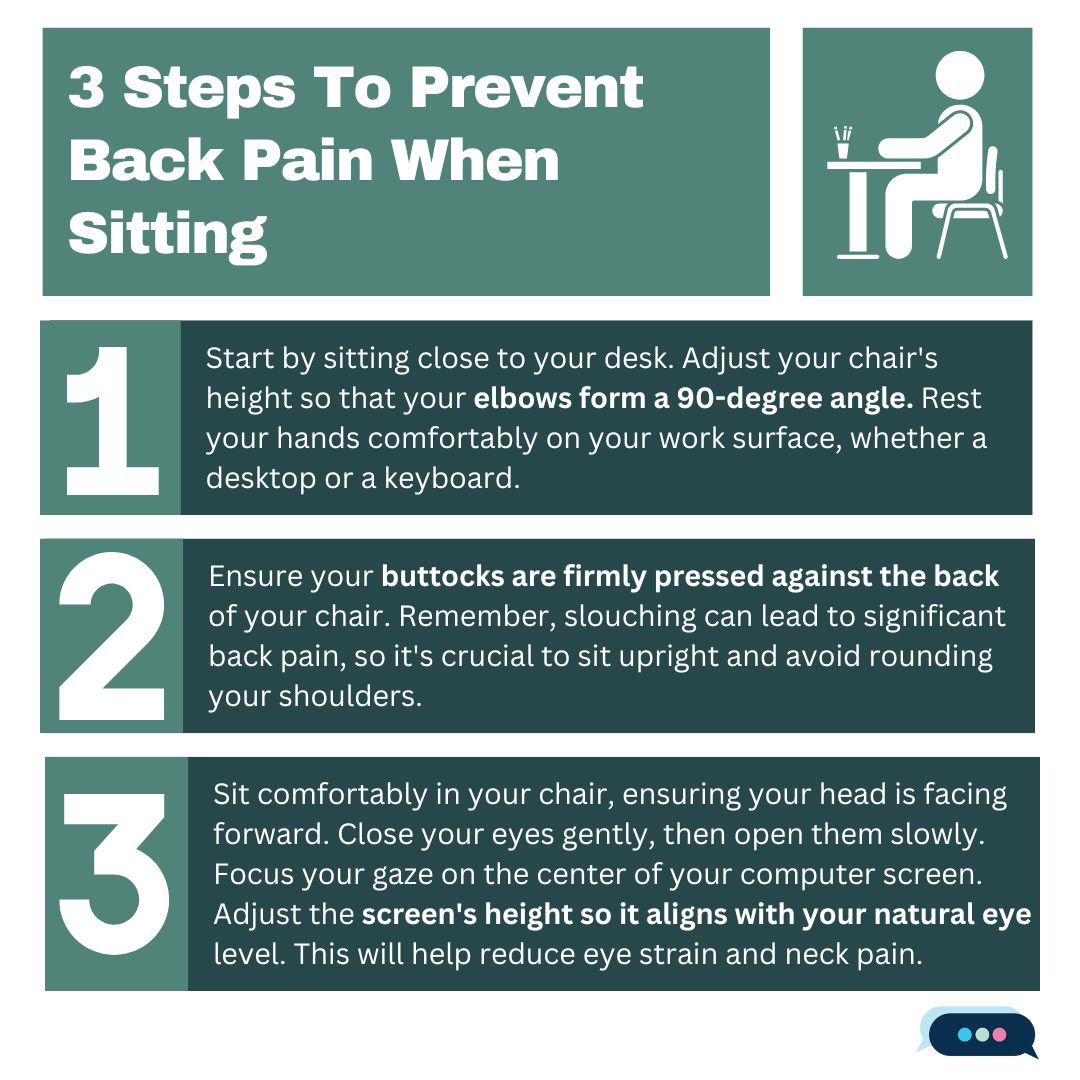 3 Steps To Prevent
Back Pain When
Sitting
1
Start by sitting close to your desk. Adjust your chair's
height so that your elbows form a 90-degree angle. Rest
your hands comfortably on your work surface, whether a
desktop or a keyboard.
2
Ensure your buttocks are firmly pressed against the back
of your chair. Remember, slouching can lead to significant
back pain, so it's crucial to sit upright and avoid rounding
your shoulders.
3
Sit comfortably in your chair, ensuring your head is facing
forward. Close your eyes gently, then open them slowly.
Focus your gaze on the center of your computer screen.
Adjust the screen's height so it aligns with your natural eye
level. This will help reduce eye strain and neck pain.